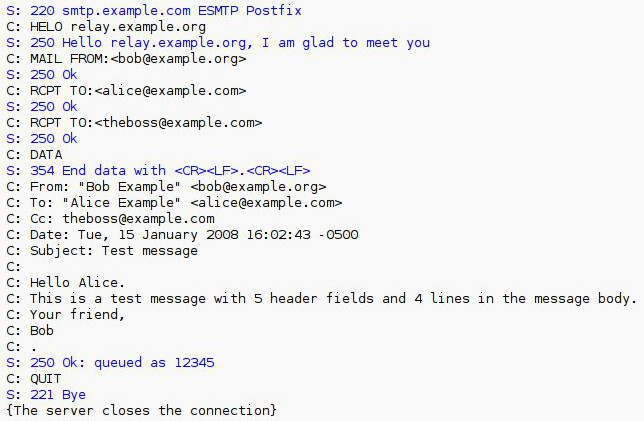 S: 220 smtp.example.com ESMTP Postfix
C: HELO relay.example.org
S: 250 Hello relay.example.org, I am glad to meet you
C: MAIL FROM:<bob@example.org>
S: 250 Ok
C: RCPT TO:<alice@example.com>
S: 250 Ok
C: RCPT TO:<theboss@example.com>
S: 250 Ok
C: DATA
S: 354 End data with <CR><LF>.<CR><LF>
C: From: "Bob Example" <bob@example.org>
C: To: "Alice Example" <alice@example.com>
C: Cc: theboss@example.com
C: Date: Tue, 15 January 2008 16:02:43 -0500
C: Subject: Test message
C:
C: Hello Alice.
C: This is a test message with 5 header fields and 4 lines in the message body.
C: Your friend,
C: Bob
C: .
S: 250 Ok: queued as 12345
C: QUIT
S: 221 Bye
{The server closes the connection}